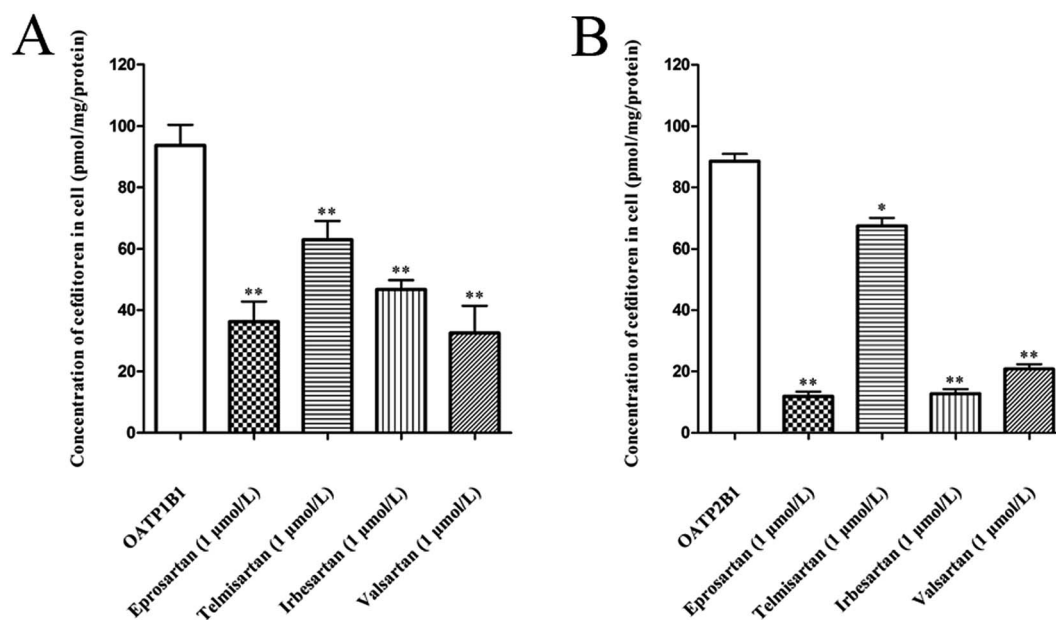 A
Concentration of cefditoren in cell (pmol/mg/protein)
120
100
80
60
40
20
0
**
**
**
**
OATP1B1
Eprosartan (1 µmol/L)
Telmisartan (1 µmol/L)
Irbesartan (1 µmol/L)
Valsartan (1 µmol/L)
B
Concentration of cefditoren in cell (pmol/mg/protein)
120
100
80
60
40
20
0
**
*
**
**
OATP2B1
Eprosartan (1 µmol/L)
Telmisartan (1 µmol/L)
Irbesartan (1 µmol/L)
Valsartan (1 µmol/L)